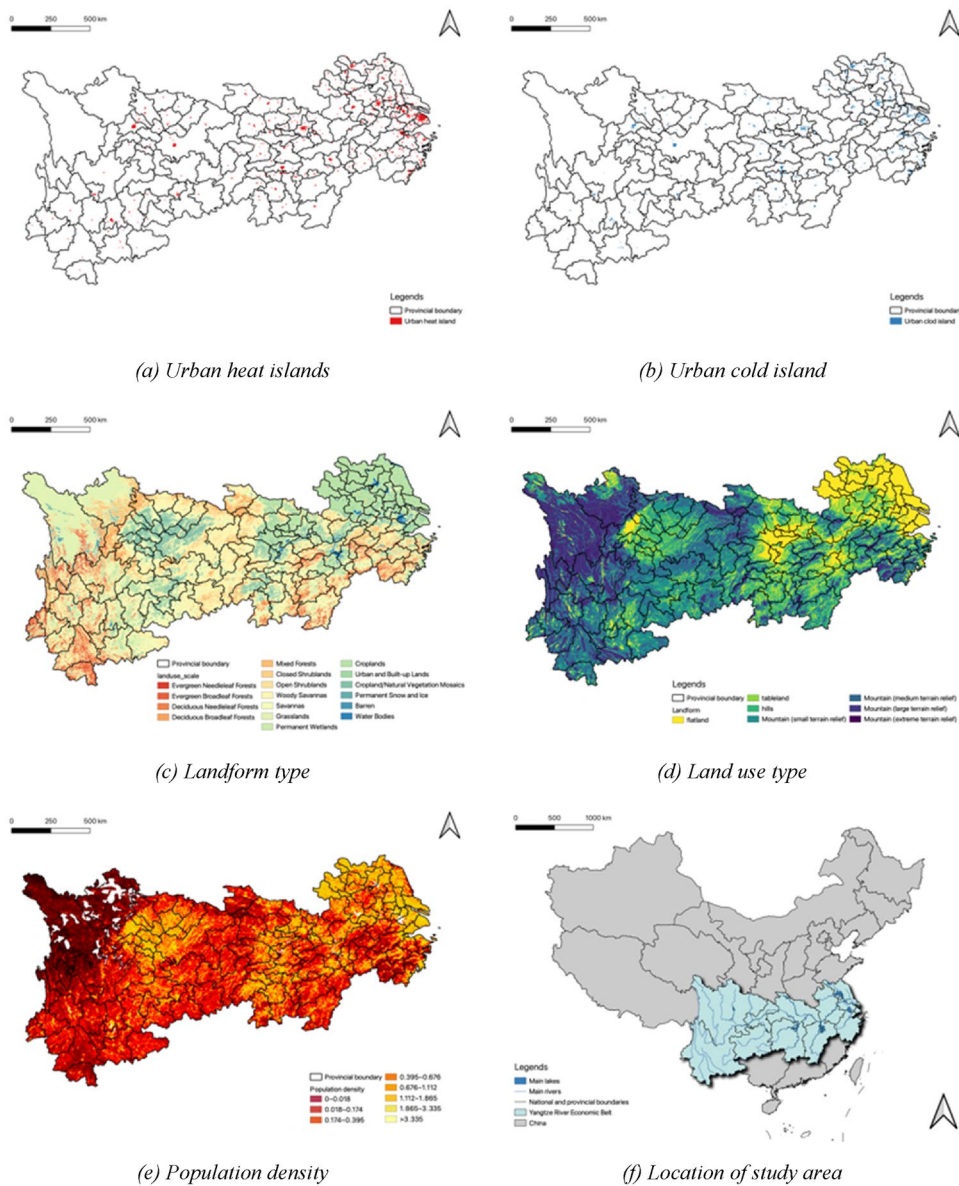 0 250 500 km
Legends
Provincial boundary
Urban heat island
(a) Urban heat islands
0 250 500 km
Legends
Provincial boundary
Urban clod island
(b) Urban cold island
0 250 500 km
Provincial boundary
landuse_scale
Evergreen Needleleaf Forests
Evergreen Broadleaf Forests
Deciduous Needleleaf Forests
Deciduous Broadleaf Forests
Mixed Forests
Closed Shrublands
Open Shrublands
Woody Savannas
Savannas
Grasslands
Permanent Wetlands
Croplands
Urban and Built-up Lands
Cropland/Natural Vegetation Mosaics
Permanent Snow and Ice
Barren
Water Bodies
(c) Landform type
0 250 500 km
Legends
Provincial boundary
Landform
flatland
tableland
hills
Mountain (small terrain relief)
Mountain (medium terrain relief)
Mountain (large terrain relief)
Mountain (extreme terrain relief)
(d) Land use type
0 250 500 km
Provincial boundary
Population density
0~0.018
0.018~0.174
0.174~0.395
0.395~0.676
0.676~1.112
1.112~1.865
1.865~3.335
>3.335
(e) Population density
0 500 1000 km
Legends
Main lakes
Main rivers
National and provincial boundaries
Yangtze River Economic Belt
China
(f) Location of study area